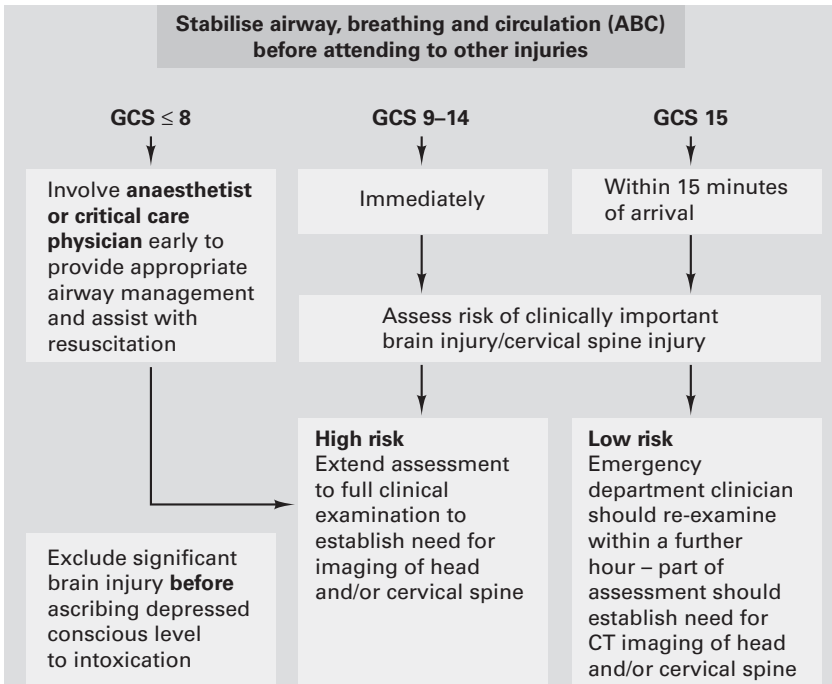 Stabilise airway, breathing and circulation (ABC)
before attending to other injuries
GCS ≤ 8
Involve anaesthetist
or critical care
physician early to
provide appropriate
airway management
and assist with
resuscitation
GCS 9–14
Immediately
GCS 15
Within 15 minutes
of arrival
Assess risk of clinically important
brain injury/cervical spine injury
High risk
Extend assessment
to full clinical
examination to
establish need for
imaging of head
and/or cervical spine
Low risk
Emergency
department clinician
should re-examine
within a further
hour – part of
assessment should
establish need for
CT imaging of head
and/or cervical spine
Exclude significant
brain injury before
ascribing depressed
conscious level
to intoxication